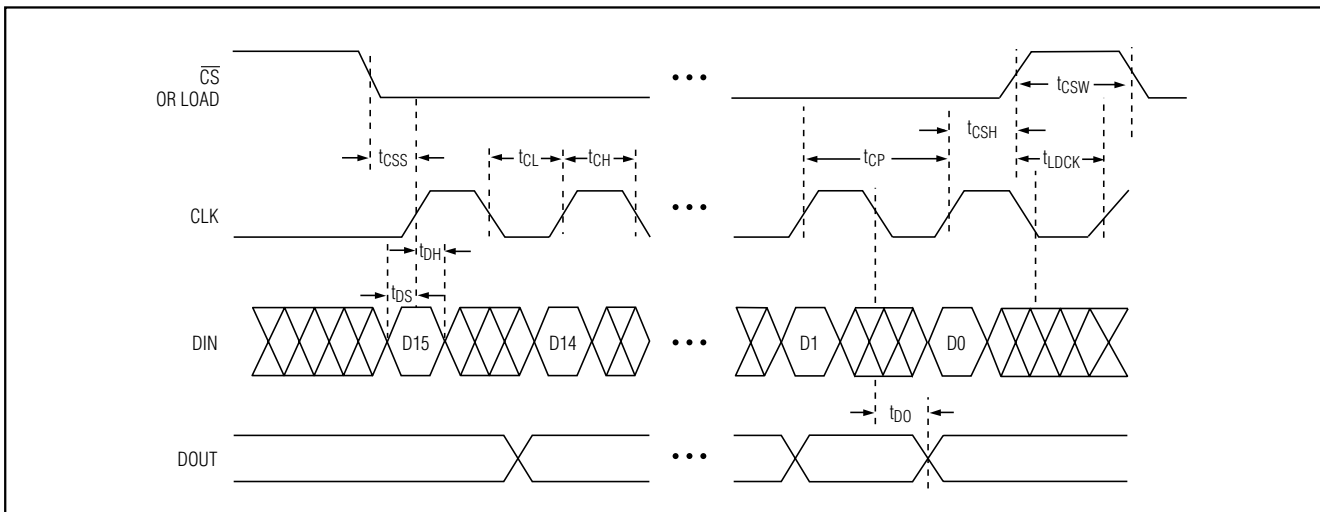 CS
OR LOAD
•••
tCSW
tCSH
tCSS
tCL
tCH
tCP
tLDCK
CLK
•••
tDH
tDS
DIN
D15
D14
•••
D1
D0
tDO
DOUT
•••